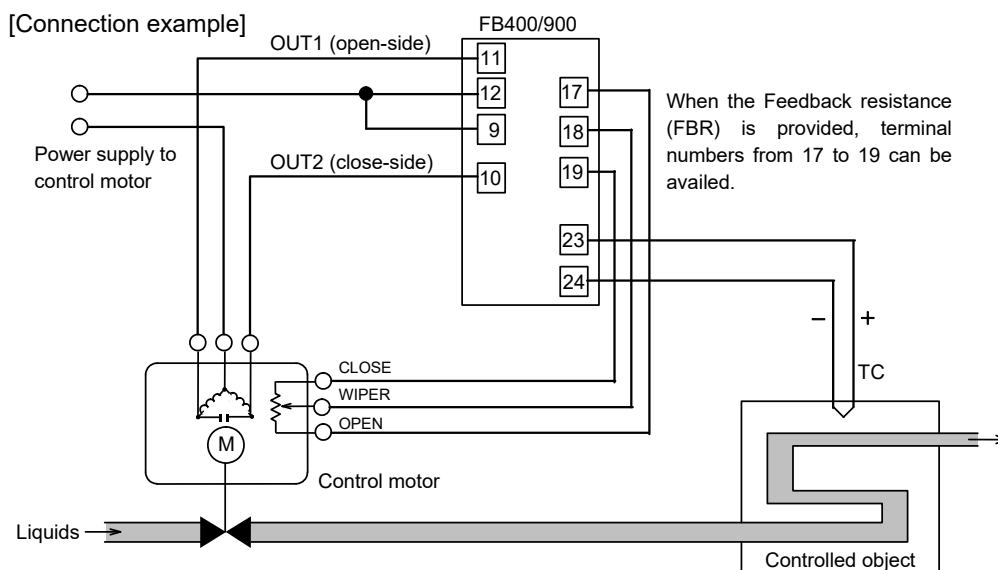 [Connection example]
FB400/900
OUT1 (open-side)
11
12
9
OUT2 (close-side)
10
17
18
19
23
24
Power supply to
control motor
When the Feedback resistance
(FBR) is provided, terminal
numbers from 17 to 19 can be
availed.
− +
TC
CLOSE
WIPER
OPEN
M
Control motor
Liquids
Controlled object